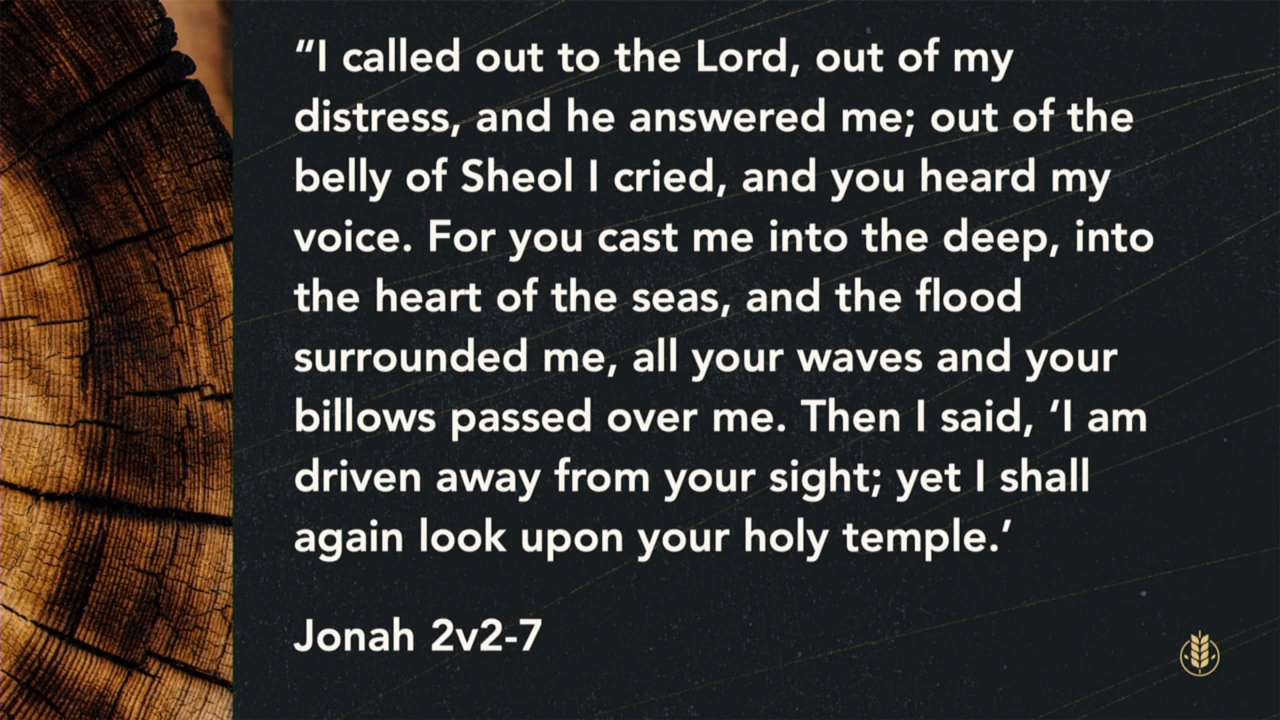 “I called out to the Lord, out of my
distress, and he answered me; out of the
belly of Sheol I cried, and you heard my
voice. For you cast me into the deep, into
the heart of the seas, and the flood
surrounded me, all your waves and your
billows passed over me. Then I said, ‘I am
driven away from your sight; yet I shall
again look upon your holy temple.’
Jonah 2v2-7